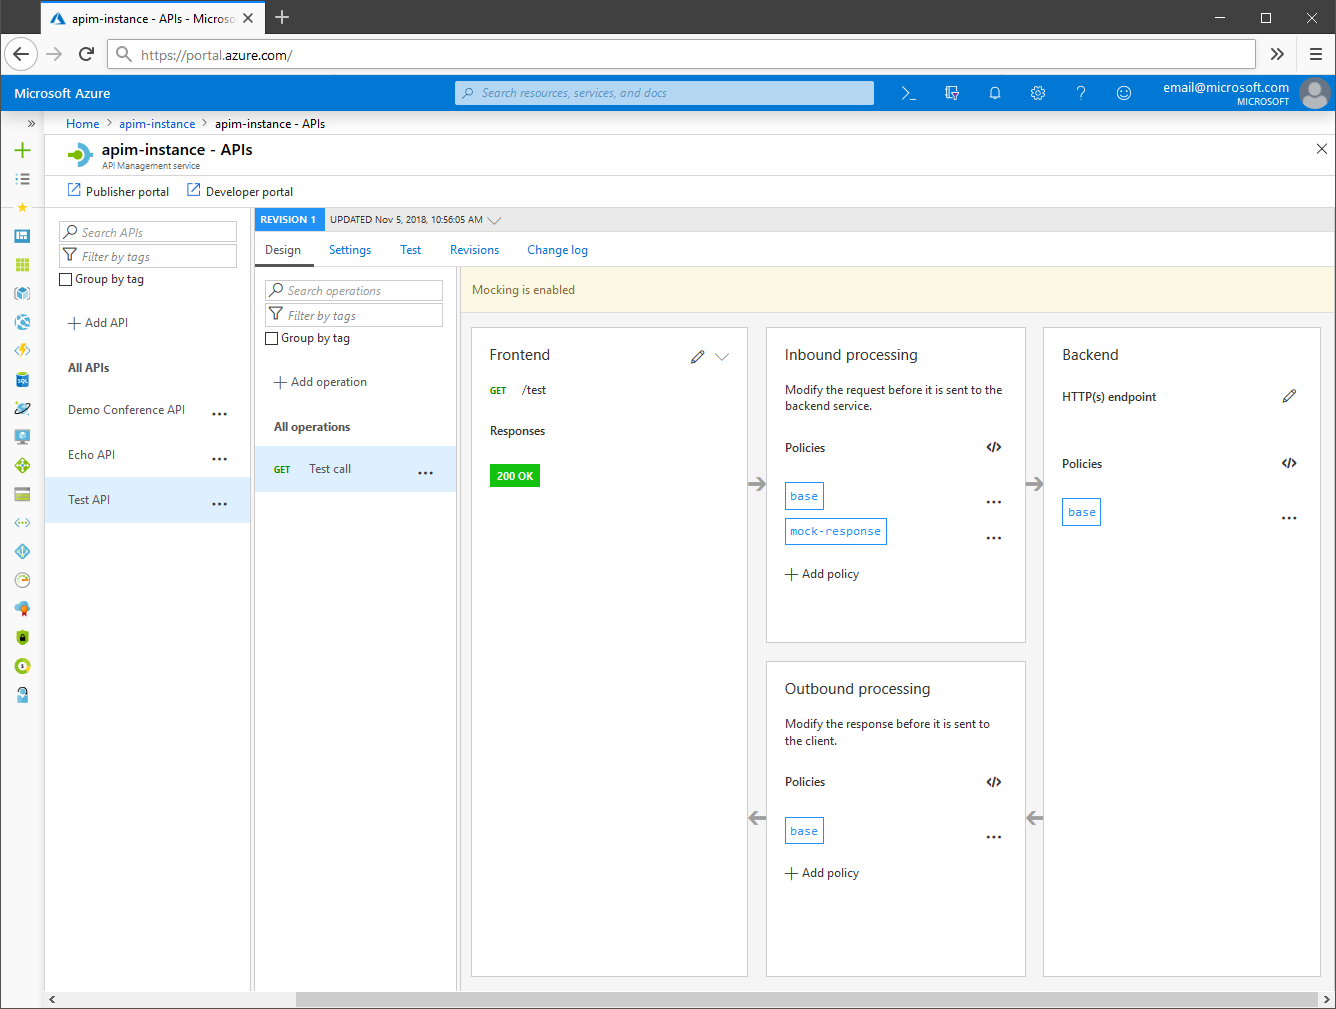 apim-instance - APIs - Microso
https://portal.azure.com/
Microsoft Azure
Search resources, services, and docs
email@microsoft.com
MICROSOFT
Home > apim-instance > apim-instance - APIs
apim-instance - APIs
API Management service
Publisher portal
Developer portal
Search APIs
Filter by tags
Group by tag
Add API
All APIs
Demo Conference API
Echo API
Test API
REVISION 1
UPDATED Nov 5, 2018, 10:56:05 AM
Design
Settings
Test
Revisions
Change log
Search operations
Filter by tags
Group by tag
Add operation
All operations
GET Test call
Mocking is enabled
Frontend
GET /test
Responses
200 OK
Inbound processing
Modify the request before it is sent to the
backend service.
Policies
base
mock-response
Add policy
Outbound processing
Modify the response before it is sent to
the client.
Policies
base
Add policy
Backend
HTTP(s) endpoint
Policies
base